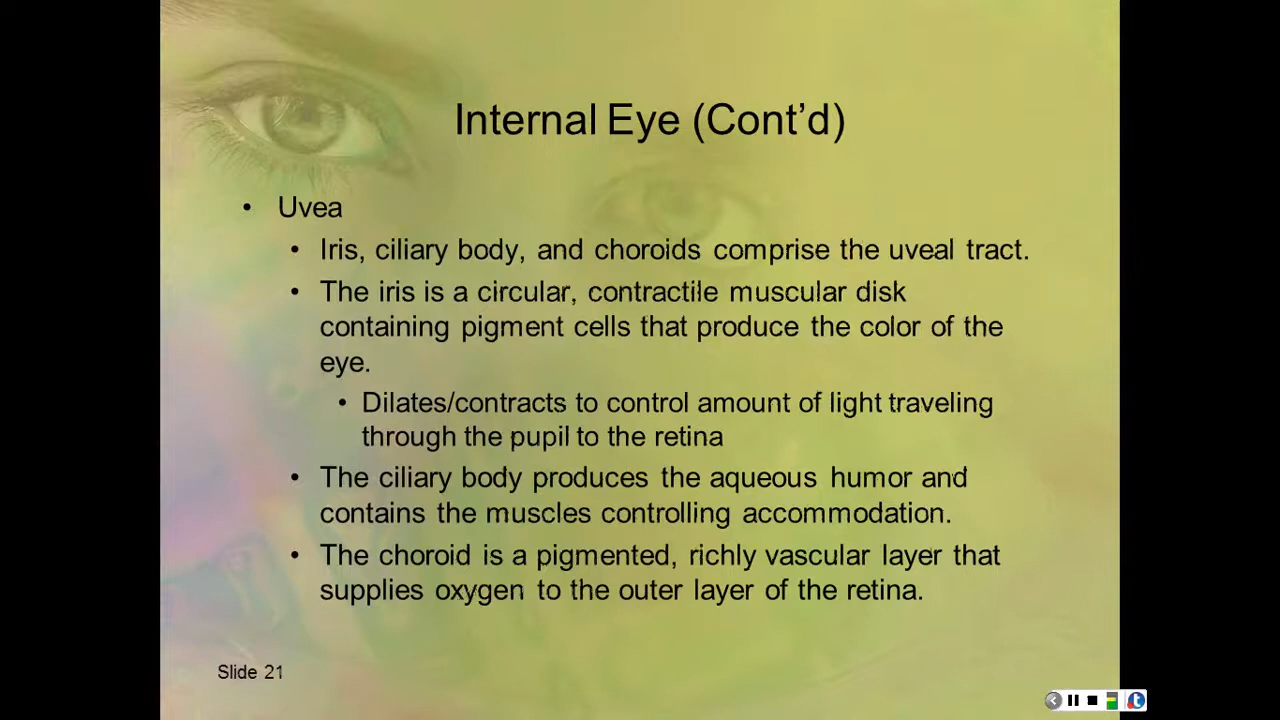 Internal Eye (Cont’d)
• Uvea
• Iris, ciliary body, and choroids comprise the uveal tract.
• The iris is a circular, contractile muscular disk
containing pigment cells that produce the color of the
eye.
• Dilates/contracts to control amount of light traveling
through the pupil to the retina
• The ciliary body produces the aqueous humor and
contains the muscles controlling accommodation.
• The choroid is a pigmented, richly vascular layer that
supplies oxygen to the outer layer of the retina.
Slide 21
t